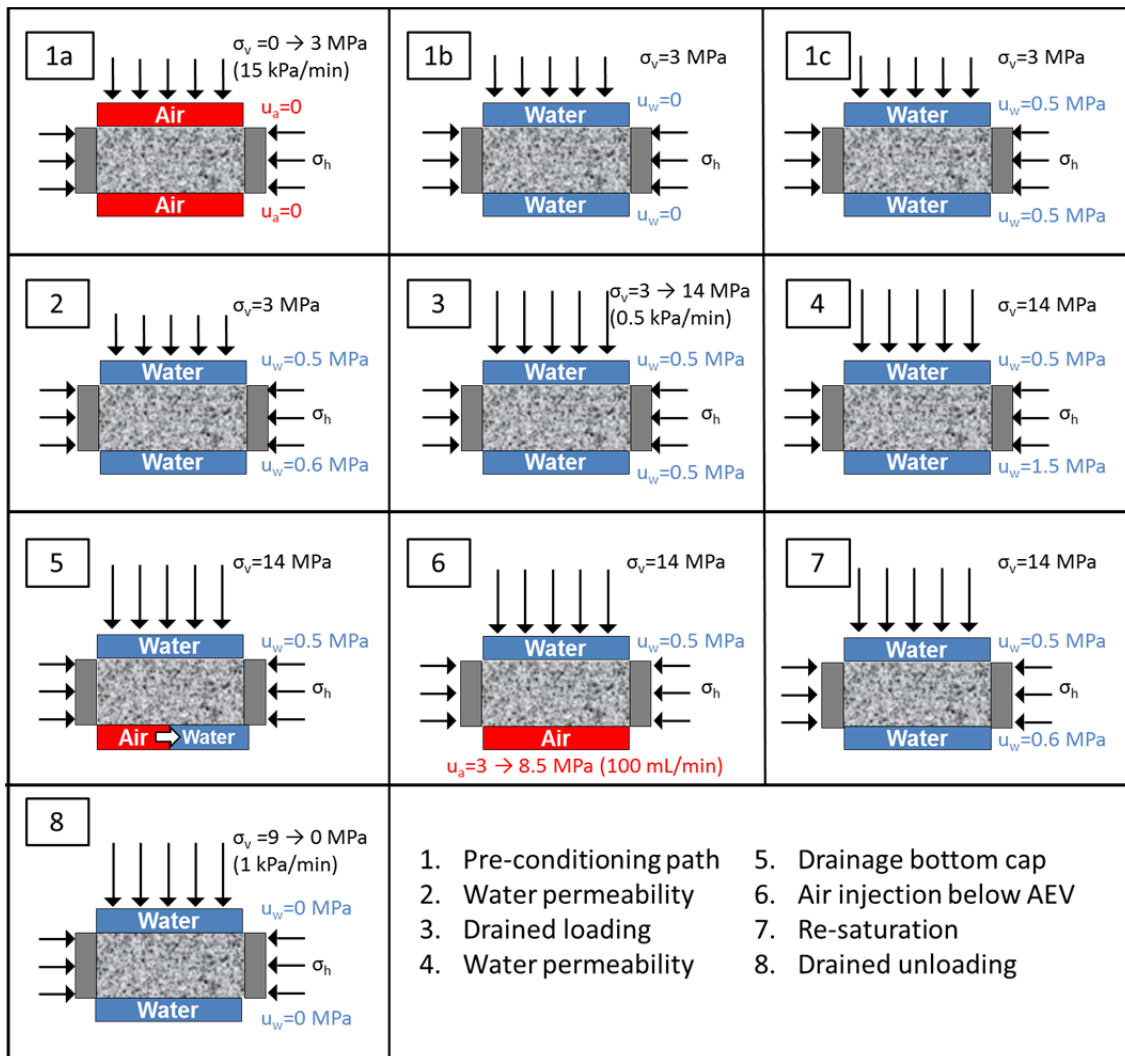 1a
σv =0 → 3 MPa
(15 kPa/min)
Air
ua=0
σh
Air
ua=0
1b
σv=3 MPa
Water
uw=0
σh
Water
uw=0
1c
σv=3 MPa
Water
uw=0.5 MPa
σh
Water
uw=0.5 MPa
2
σv=3 MPa
Water
uw=0.5 MPa
σh
Water
uw=0.6 MPa
3
σv=3 → 14 MPa
(0.5 kPa/min)
Water
uw=0.5 MPa
σh
Water
uw=0.5 MPa
4
σv=14 MPa
Water
uw=0.5 MPa
σh
Water
uw=1.5 MPa
5
σv=14 MPa
Water
uw=0.5 MPa
σh
Air Water
6
σv=14 MPa
Water
uw=0.5 MPa
σh
Air
ua=3 → 8.5 MPa (100 mL/min)
7
σv=14 MPa
Water
uw=0.5 MPa
σh
Water
uw=0.6 MPa
8
σv =9 → 0 MPa
(1 kPa/min)
Water
uw=0 MPa
σh
Water
uw=0 MPa
1. Pre-conditioning path
2. Water permeability
3. Drained loading
4. Water permeability
5. Drainage bottom cap
6. Air injection below AEV
7. Re-saturation
8. Drained unloading